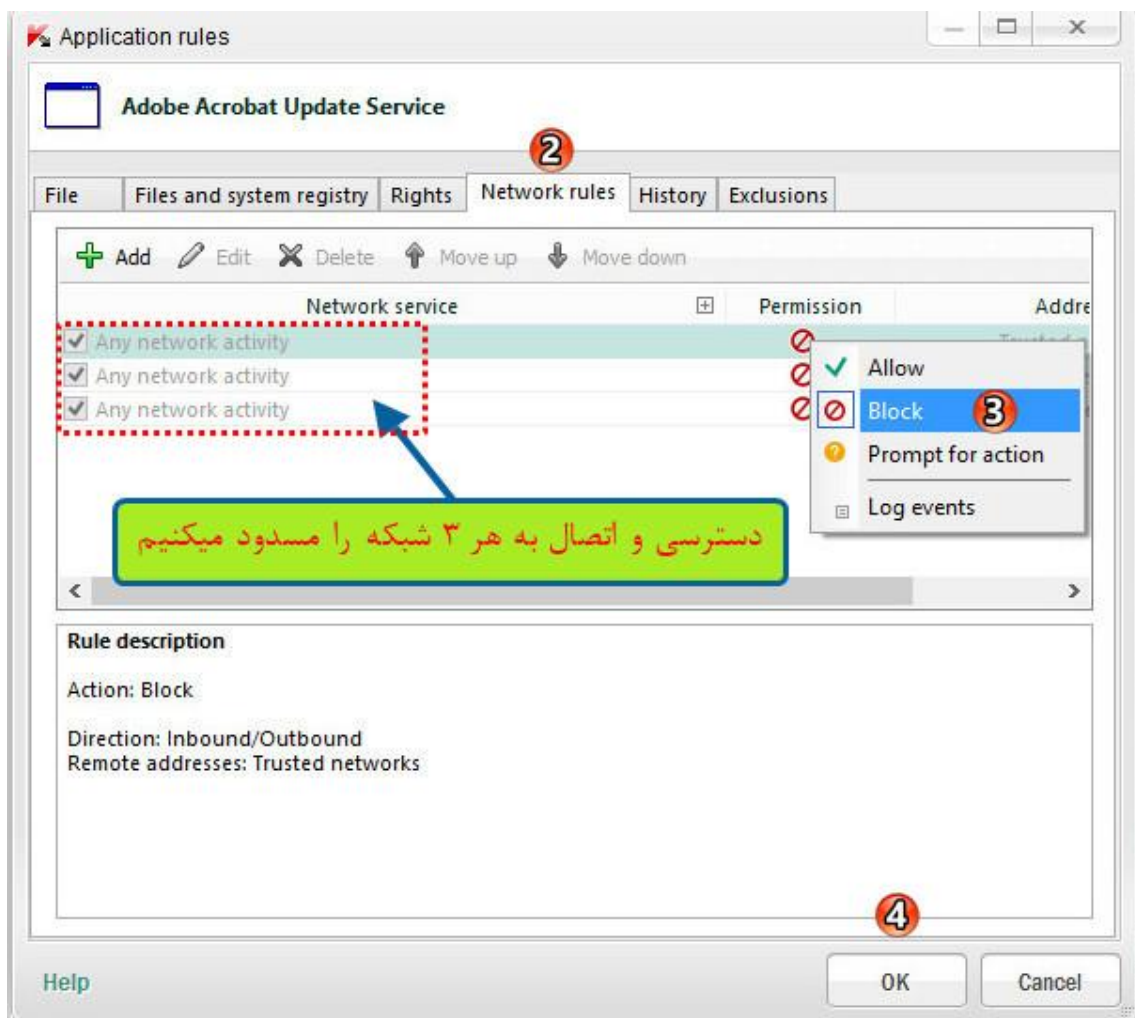 Application rules
Adobe Acrobat Update Service
2
File Files and system registry Rights Network rules History Exclusions
Add Edit Delete Move up Move down
Network service Permission Addre
Any network activity
Any network activity
Any network activity
Allow
Block 3
Prompt for action
Log events
دسترسی و اتصال به هر ۳ شبکه را مسدود میکنیم
Rule description
Action: Block
Direction: Inbound/Outbound
Remote addresses: Trusted networks
4
Help OK Cancel